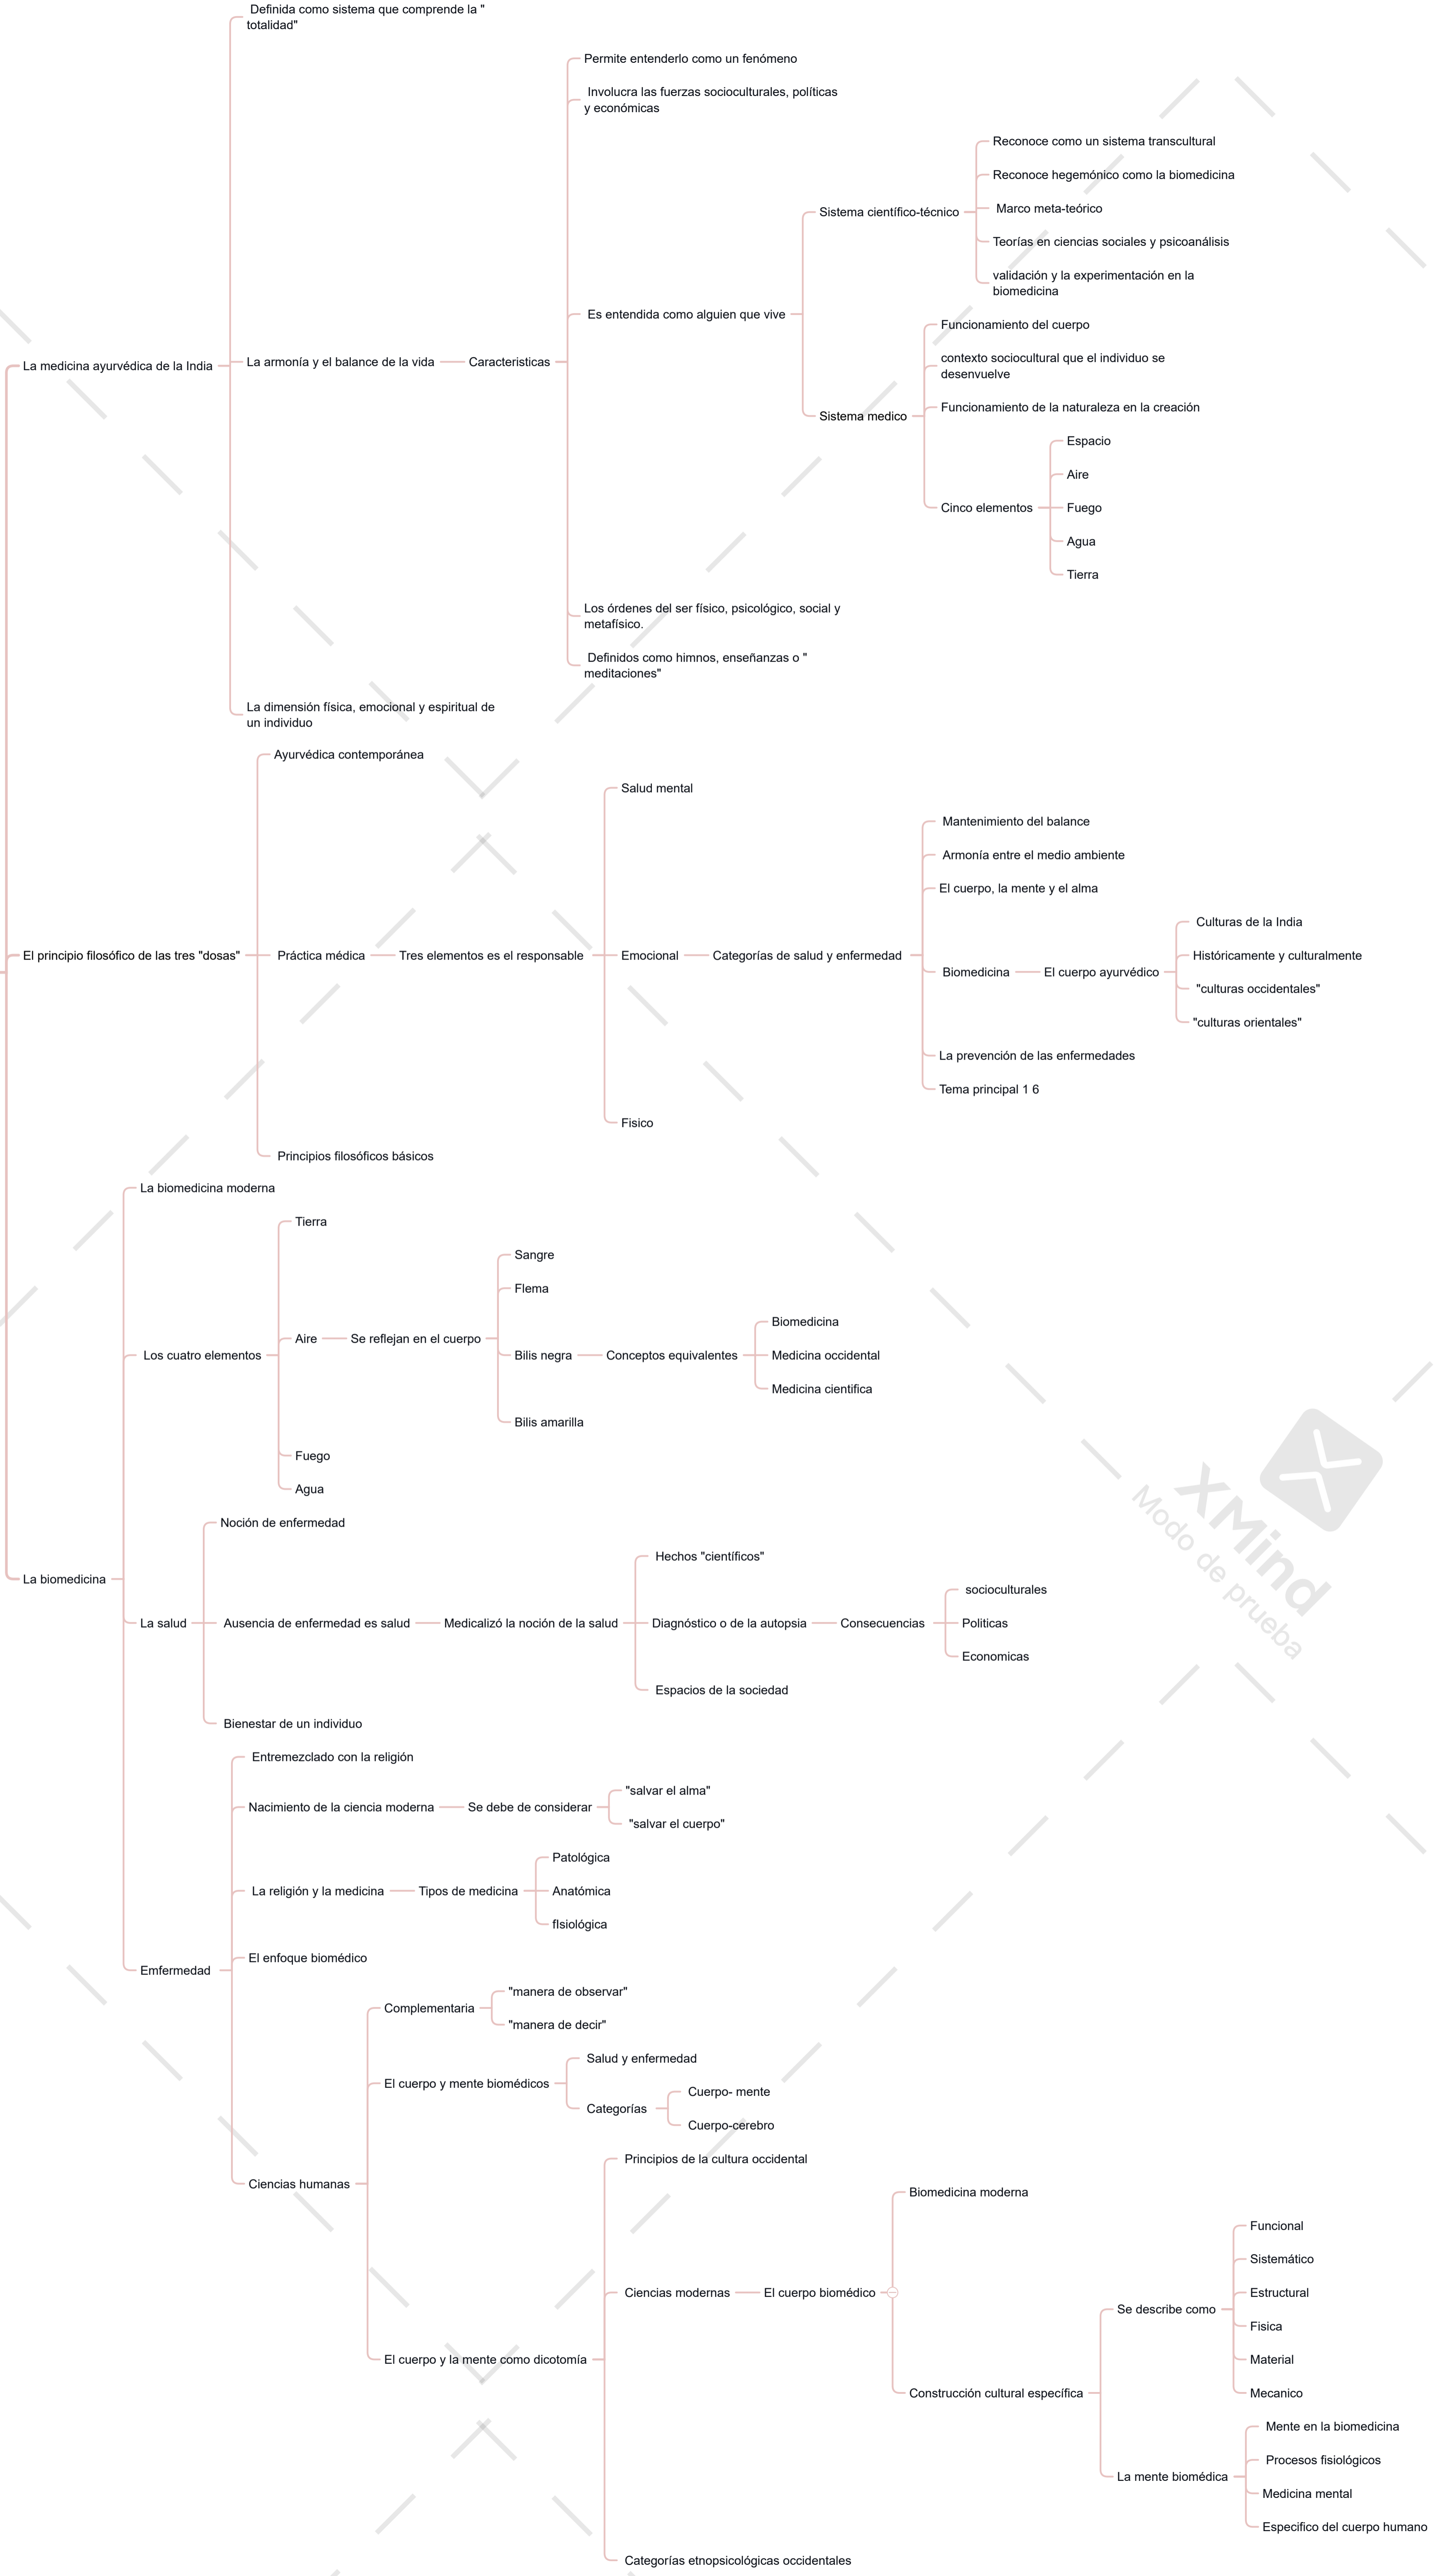 Definida como sistema que comprende la "
totalidad"
Permite entenderlo como un fenómeno
Involucra las fuerzas socioculturales, políticas
y económicas
Reconoce como un sistema transcultural
Reconoce hegemónico como la biomedicina
Sistema científico-técnico
Marco meta-teórico
Teorías en ciencias sociales y psicoanálisis
validación y la experimentación en la
biomedicina
Es entendida como alguien que vive
Funcionamiento del cuerpo
contexto sociocultural que el individuo se
desenvuelve
La medicina ayurvédica de la India
La armonía y el balance de la vida
Caracteristicas
Sistema medico
Funcionamiento de la naturaleza en la creación
Espacio
Aire
Cinco elementos
Fuego
Agua
Tierra
Los órdenes del ser físico, psicológico, social y
metafísico.
Definidos como himnos, enseñanzas o "
meditaciones"
La dimensión física, emocional y espiritual de
un individuo
Ayurvédica contemporánea
Salud mental
Mantenimiento del balance
Armonía entre el medio ambiente
El cuerpo, la mente y el alma
Culturas de la India
El principio filosófico de las tres "dosas"
Práctica médica
Tres elementos es el responsable
Emocional
Categorías de salud y enfermedad
Biomedicina
El cuerpo ayurvédico
Históricamente y culturalmente
"culturas occidentales"
"culturas orientales"
La prevención de las enfermedades
Tema principal 1 6
Fisico
Principios filosóficos básicos
La biomedicina moderna
Tierra
Sangre
Flema
Biomedicina
Los cuatro elementos
Aire
Se reflejan en el cuerpo
Bilis negra
Conceptos equivalentes
Medicina occidental
Medicina cientifica
Bilis amarilla
Fuego
Agua
Noción de enfermedad
Hechos "científicos"
La biomedicina
socioculturales
La salud
Ausencia de enfermedad es salud
Medicalizó la noción de la salud
Diagnóstico o de la autopsia
Consecuencias
Politicas
Economicas
Espacios de la sociedad
Bienestar de un individuo
XMind
Modo de prueba
Entremezclado con la religión
"salvar el alma"
Nacimiento de la ciencia moderna
Se debe de considerar
"salvar el cuerpo"
Patológica
La religión y la medicina
Tipos de medicina
Anatómica
fIsiológica
El enfoque biomédico
Emfermedad
"manera de observar"
Complementaria
"manera de decir"
Salud y enfermedad
El cuerpo y mente biomédicos
Cuerpo- mente
Categorías
Cuerpo-cerebro
Principios de la cultura occidental
Ciencias humanas
Biomedicina moderna
Funcional
Sistemático
Ciencias modernas
El cuerpo biomédico
Estructural
Se describe como
Fisica
El cuerpo y la mente como dicotomía
Material
Construcción cultural específica
Mecanico
Mente en la biomedicina
Procesos fisiológicos
La mente biomédica
Medicina mental
Especifico del cuerpo humano
Categorías etnopsicológicas occidentales